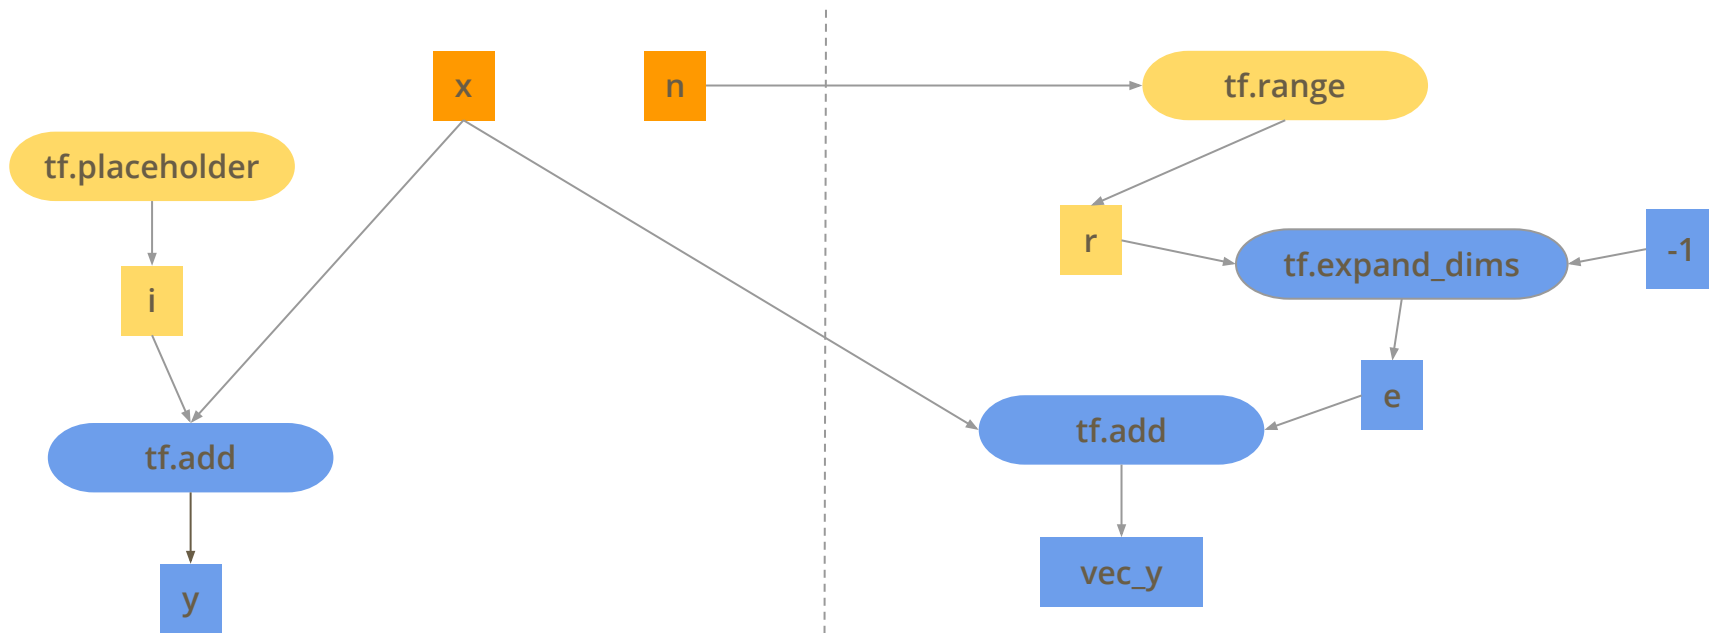 x
n
tf.range
tf.placeholder
r
-1
tf.expand_dims
i
e
tf.add
tf.add
vec_y
y